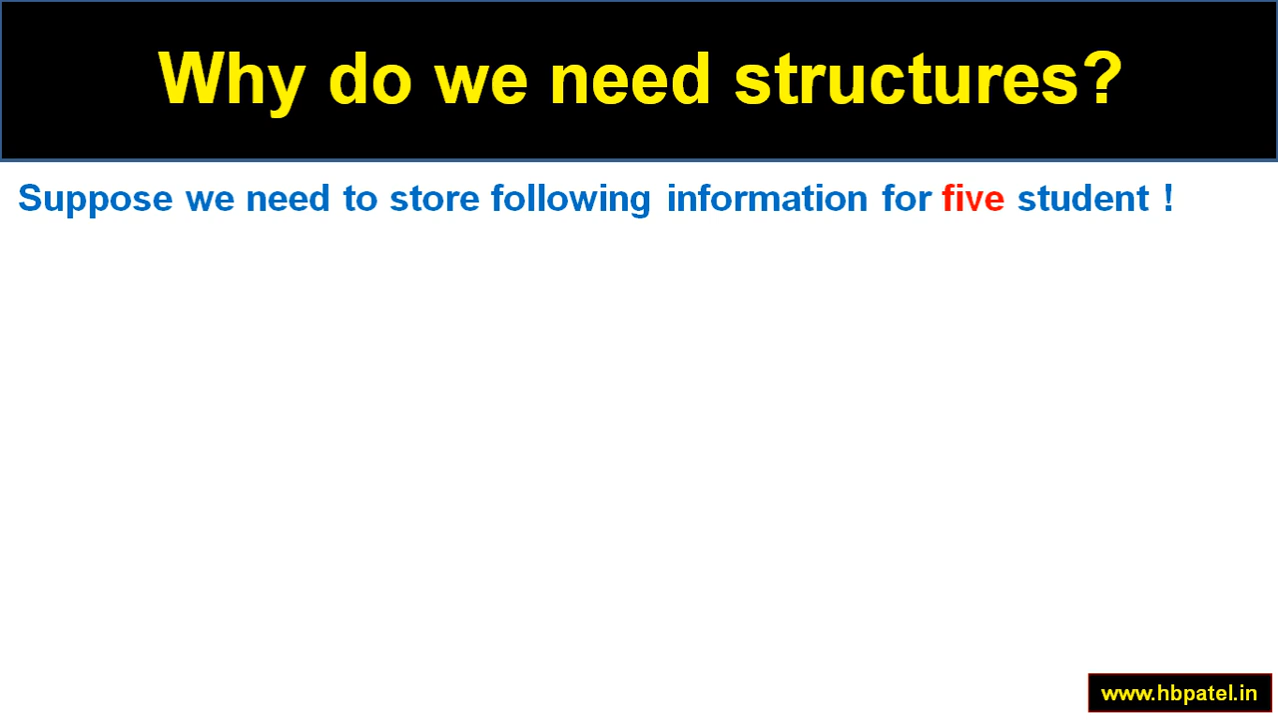 Why do we need structures?
Suppose we need to store following information for five student !
www.hbpatel.in